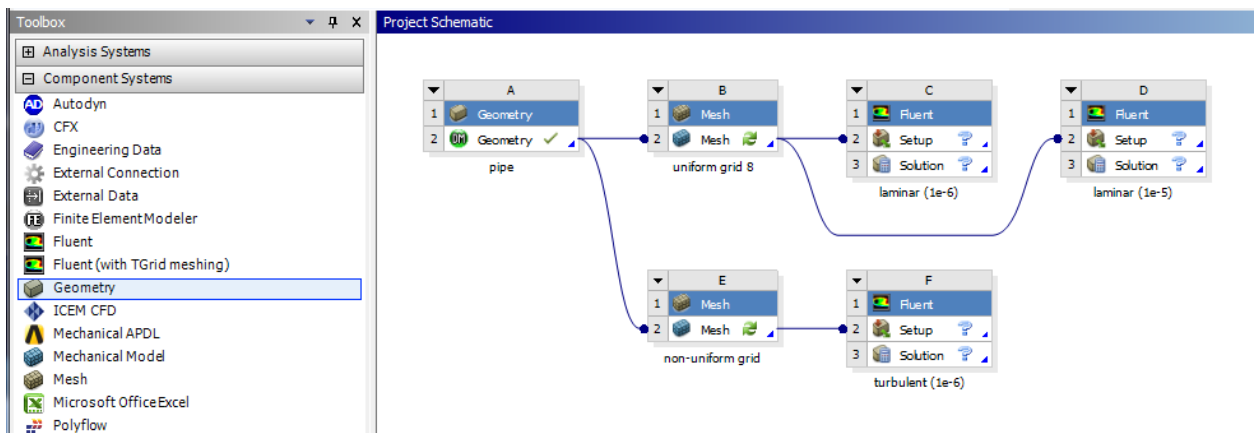 Toolbox
Analysis Systems
Component Systems
Autodyn
CFX
Engineering Data
External Connection
External Data
Finite Element Modeler
Fluent
Fluent (with TGrid meshing)
Geometry
ICEM CFD
Mechanical APDL
Mechanical Model
Mesh
Microsoft Office Excel
Polyflow
Project Schematic
A
1 Geometry
2 DM Geometry
pipe
B
1 Mesh
2 Mesh
uniform grid 8
C
1 Fluent
2 Setup
3 Solution
laminar (1e-6)
D
1 Fluent
2 Setup
3 Solution
laminar (1e-5)
E
1 Mesh
2 Mesh
non-uniform grid
F
1 Fluent
2 Setup
3 Solution
turbulent (1e-6)